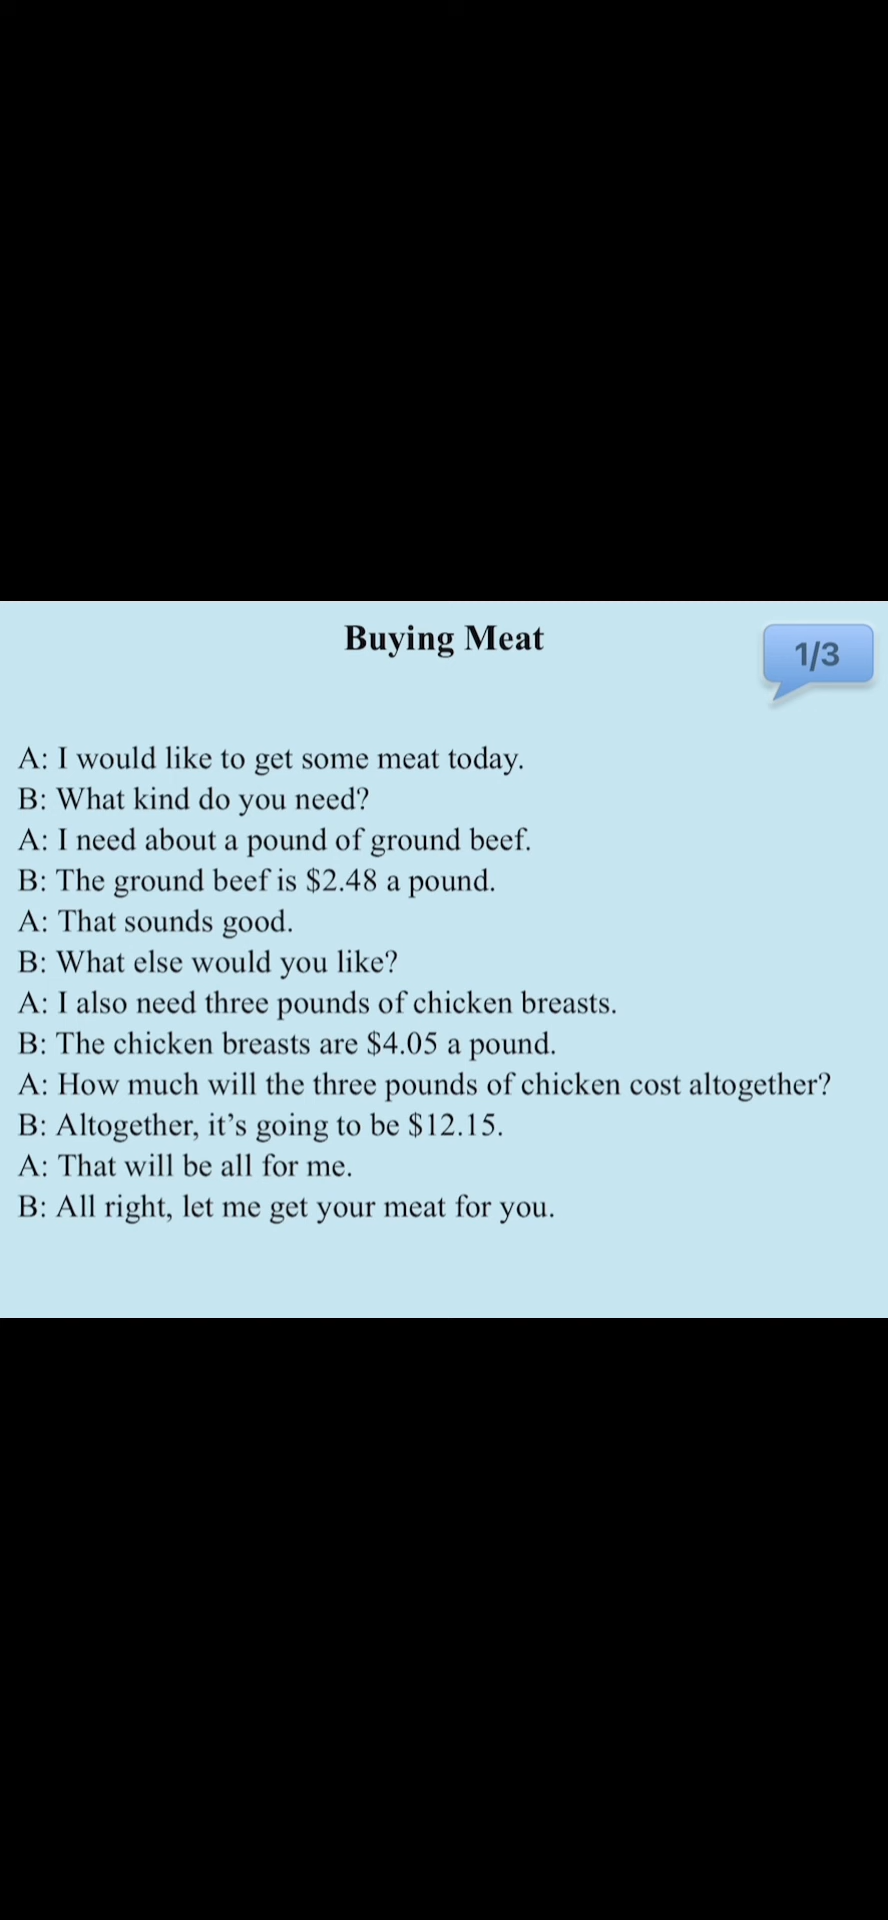 Buying Meat
1/3
A: I would like to get some meat today.
B: What kind do you need?
A: I need about a pound of ground beef.
B: The ground beef is $2.48 a pound.
A: That sounds good.
B: What else would you like?
A: I also need three pounds of chicken breasts.
B: The chicken breasts are $4.05 a pound.
A: How much will the three pounds of chicken cost altogether?
B: Altogether, it’s going to be $12.15.
A: That will be all for me.
B: All right, let me get your meat for you.